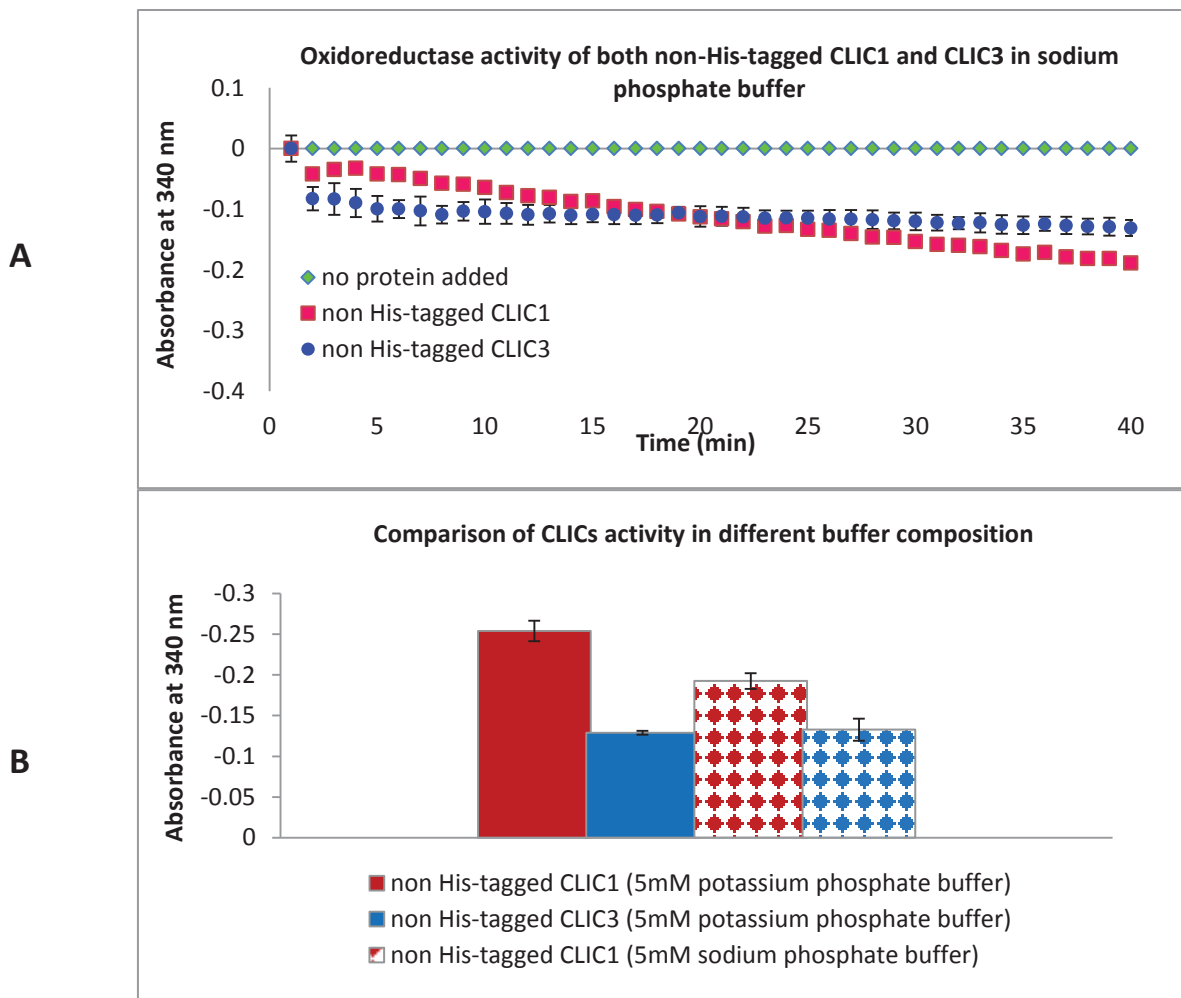 A
Oxidoreductase activity of both non-His-tagged CLIC1 and CLIC3 in sodium
phosphate buffer
Absorbance at 340 nm
0.1
0
-0.1
-0.2
-0.3
-0.4
no protein added
non His-tagged CLIC1
non His-tagged CLIC3
0 5 10 15 20 25 30 35 40
Time (min)
B
Comparison of CLICs activity in different buffer composition
Absorbance at 340 nm
-0.3
-0.25
-0.2
-0.15
-0.1
-0.05
0
non His-tagged CLIC1 (5mM potassium phosphate buffer)
non His-tagged CLIC3 (5mM potassium phosphate buffer)
non His-tagged CLIC1 (5mM sodium phosphate buffer)